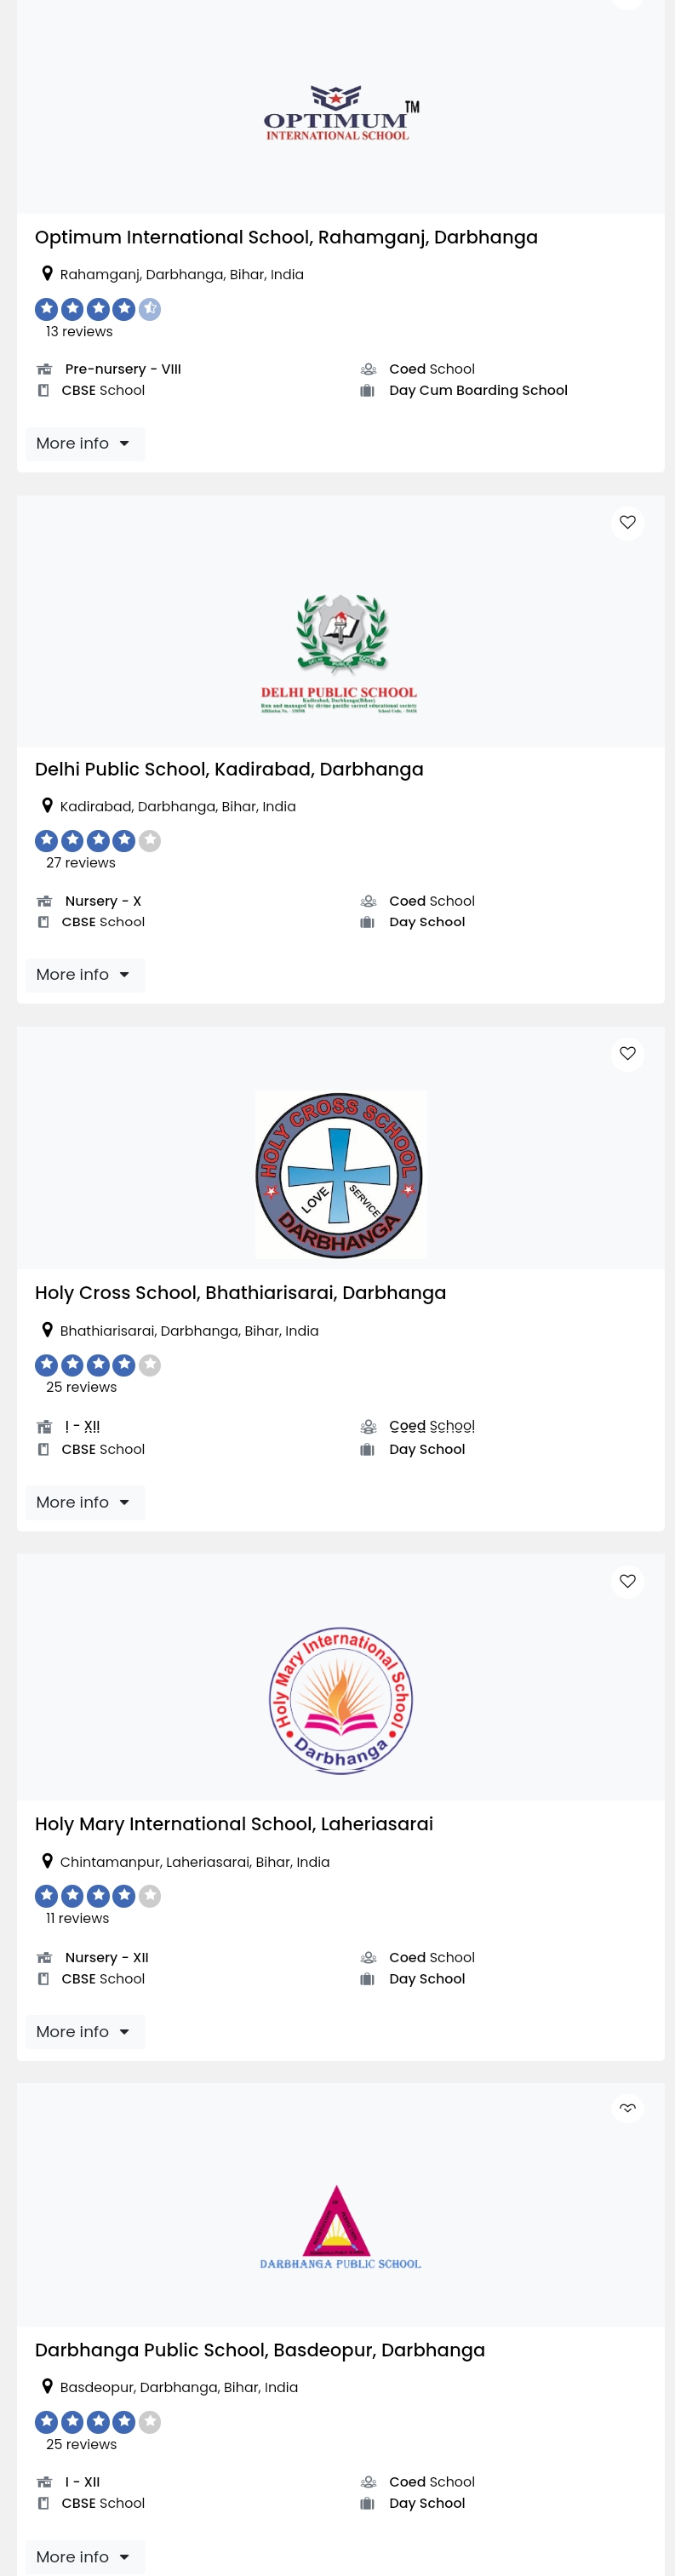 OPTIMUM™
INTERNATIONAL SCHOOL
Optimum International School, Rahamganj, Darbhanga
Rahamganj, Darbhanga, Bihar, India
13 reviews
Pre-nursery - VIII
Coed School
CBSE School
Day Cum Boarding School
More info
DELHI PUBLIC SCHOOL
Kadirabad, Darbhanga(Bihar)
Run and managed by divine pacific sacred educational society
Delhi Public School, Kadirabad, Darbhanga
Kadirabad, Darbhanga, Bihar, India
27 reviews
Nursery - X
Coed School
CBSE School
Day School
More info
HOLY CROSS SCHOOL
LOVE SERVICE
DARBHANGA
Holy Cross School, Bhathiarisarai, Darbhanga
Bhathiarisarai, Darbhanga, Bihar, India
25 reviews
I - XII
Coed School
CBSE School
Day School
More info
Holy Mary International School
Darbhanga
Holy Mary International School, Laheriasarai
Chintamanpur, Laheriasarai, Bihar, India
11 reviews
Nursery - XII
Coed School
CBSE School
Day School
More info
DARBHANGA PUBLIC SCHOOL
Darbhanga Public School, Basdeopur, Darbhanga
Basdeopur, Darbhanga, Bihar, India
25 reviews
I - XII
Coed School
CBSE School
Day School
More info